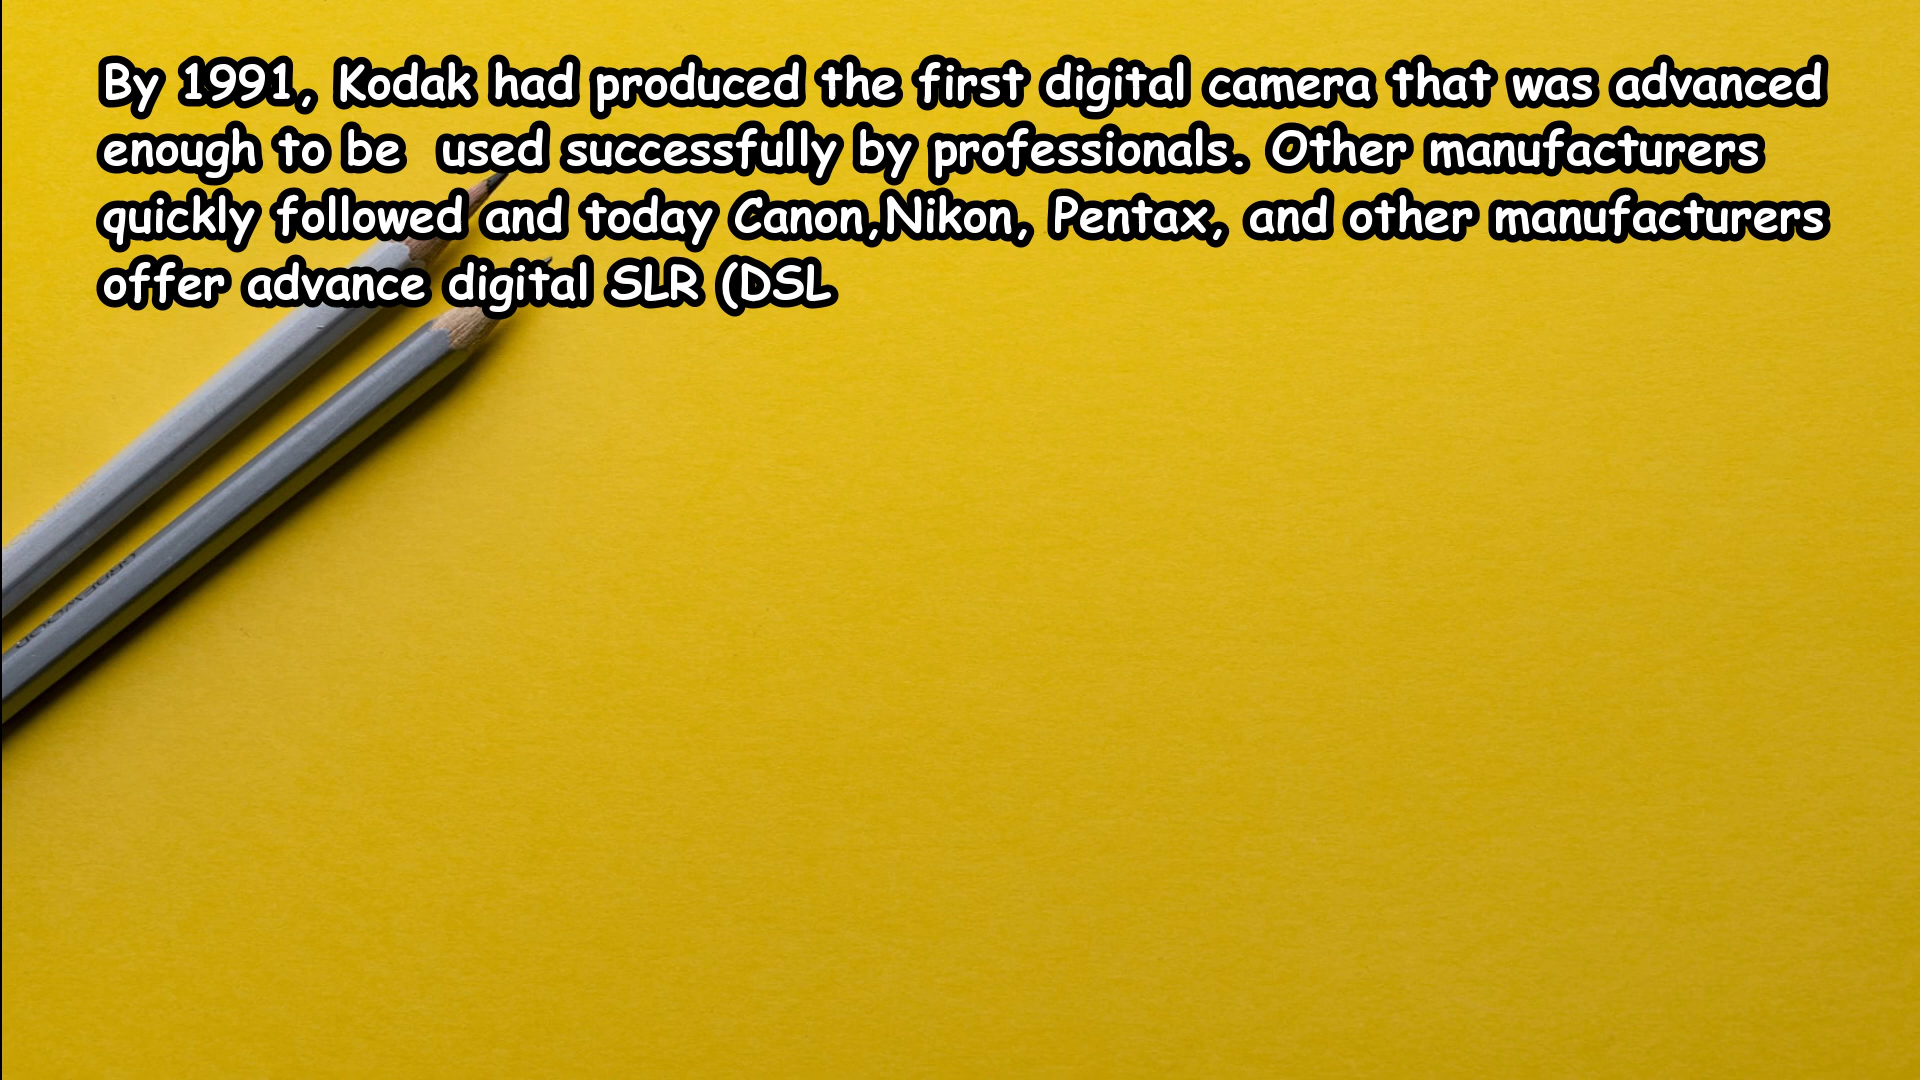 By 1991, Kodak had produced the first digital camera that was advanced
enough to be  used successfully by professionals. Other manufacturers
quickly followed and today Canon,Nikon, Pentax, and other manufacturers
offer advance digital SLR (DSL